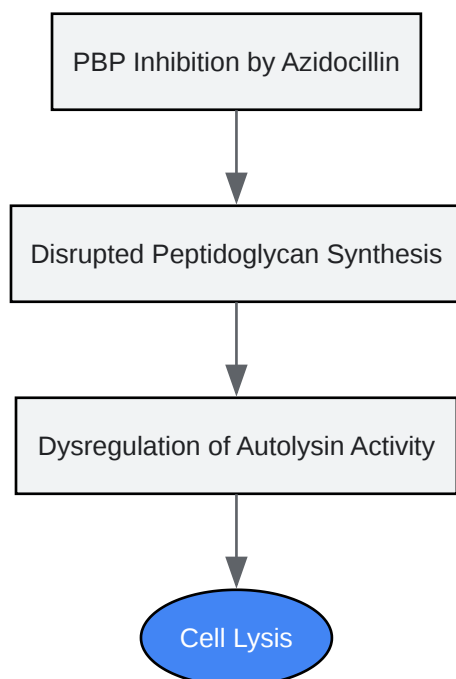 PBP Inhibition by Azidocillin
Disrupted Peptidoglycan Synthesis
Dysregulation of Autolysin Activity
Cell Lysis